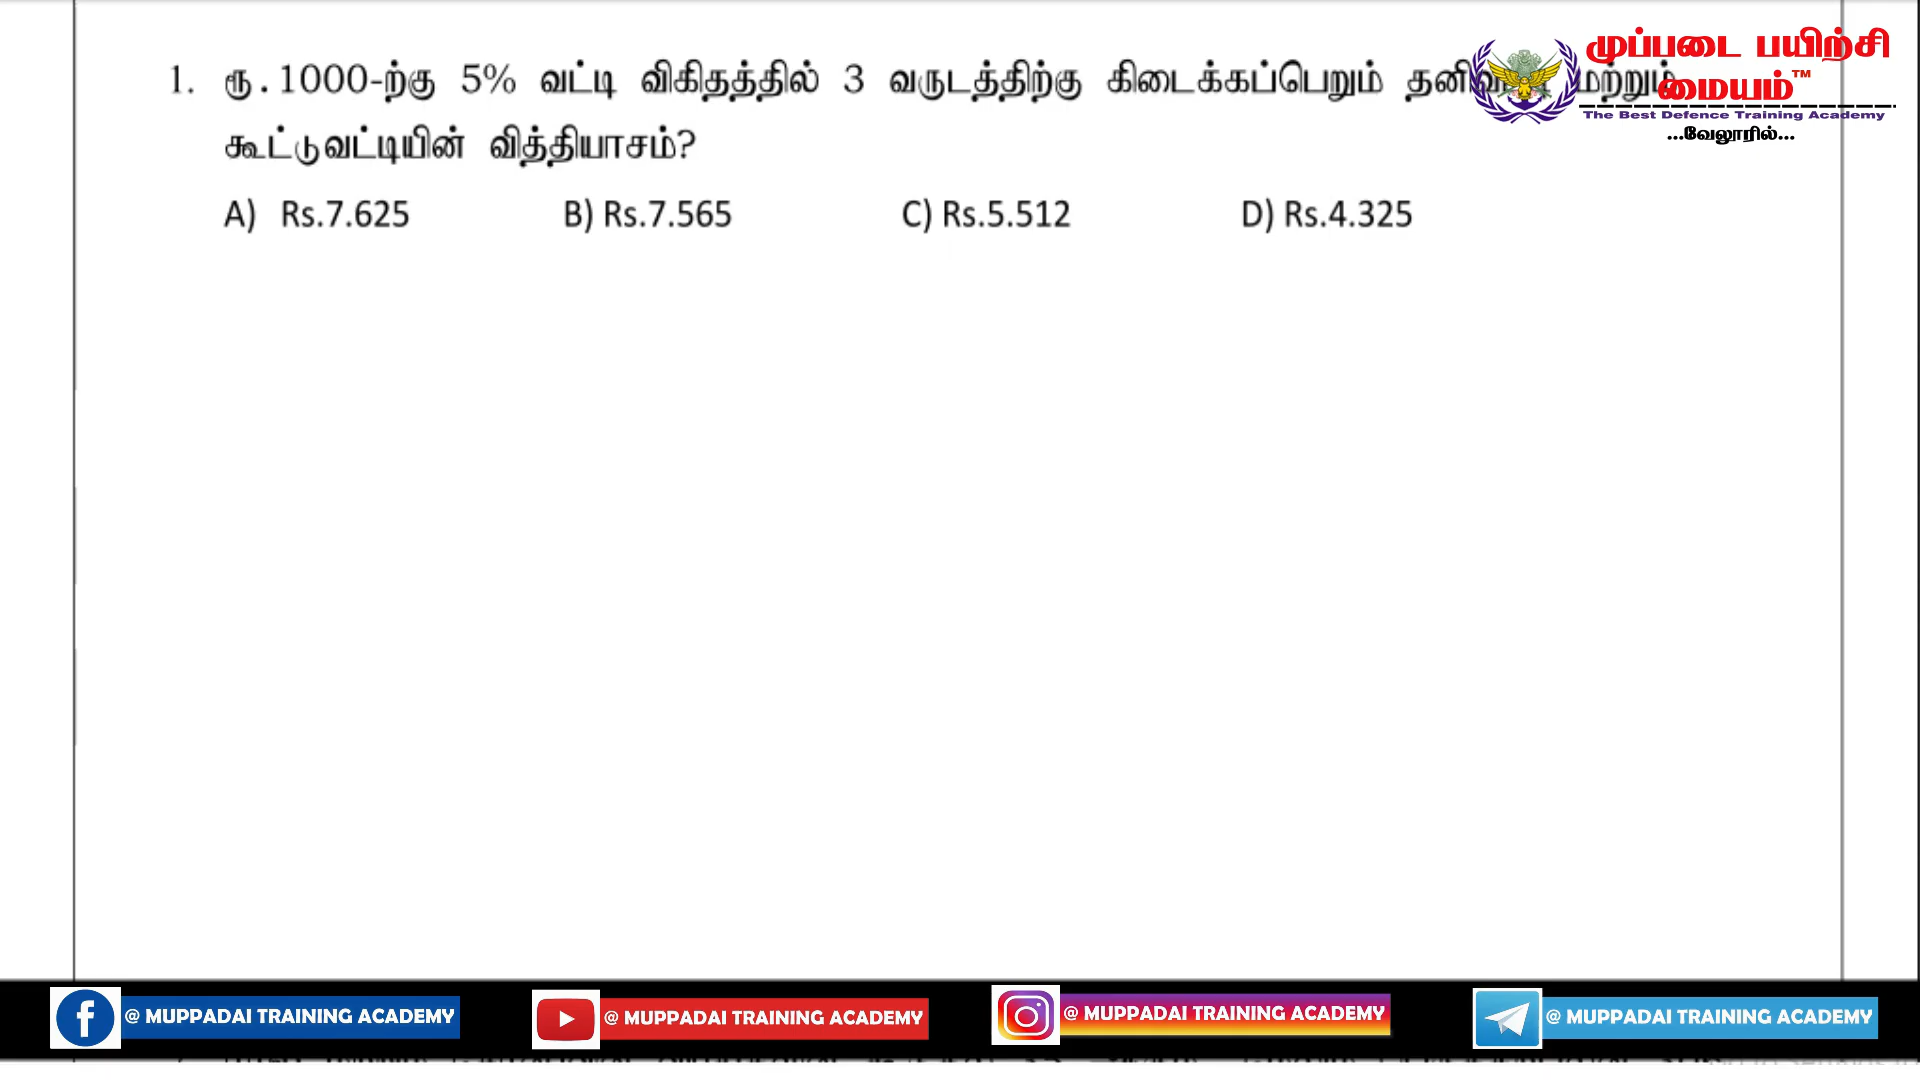 1. ரூ.1000-ற்கு 5% வட்டி விகிதத்தில் 3 வருடத்திற்கு கிடைக்கப்பெறும் மற்றும்
கூட்டுவட்டியின் வித்தியாசம்?
A) Rs.7.625 B) Rs.7.565 C) Rs.5.512 D) Rs.4.325
முப்படை பயிற்சி
மையம்™
The Best Defence Training Academy
...வேலூரில்...
@ MUPPADAI TRAINING ACADEMY @ MUPPADAI TRAINING ACADEMY @ MUPPADAI TRAINING ACADEMY @ MUPPADAI TRAINING ACADEMY